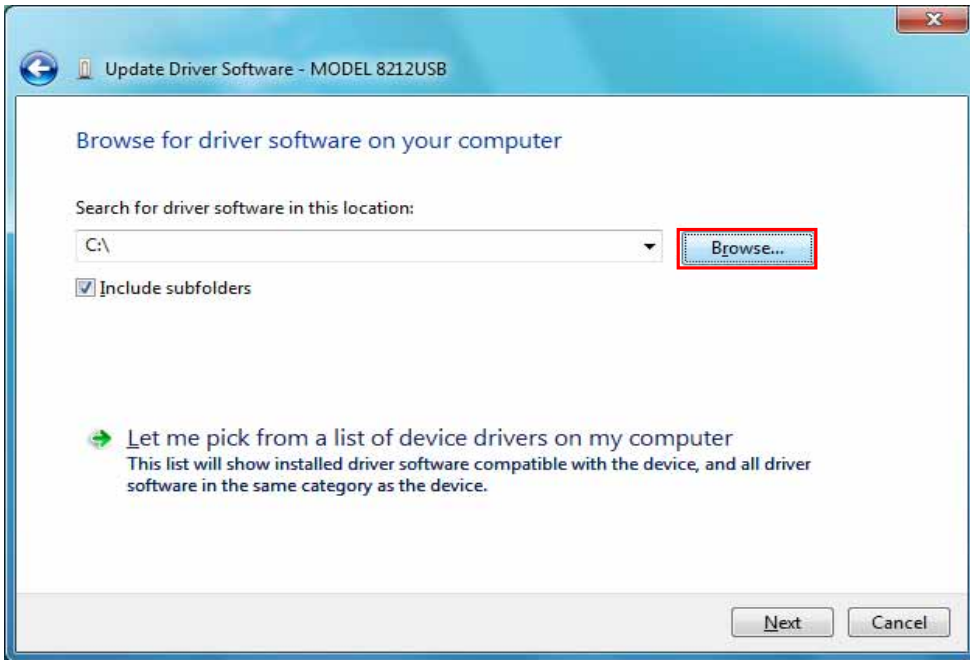 Update Driver Software - MODEL 8212USB
Browse for driver software on your computer
Search for driver software in this location:
C:\
Browse...
Include subfolders
Let me pick from a list of device drivers on my computer
This list will show installed driver software compatible with the device, and all driver
software in the same category as the device.
Next
Cancel